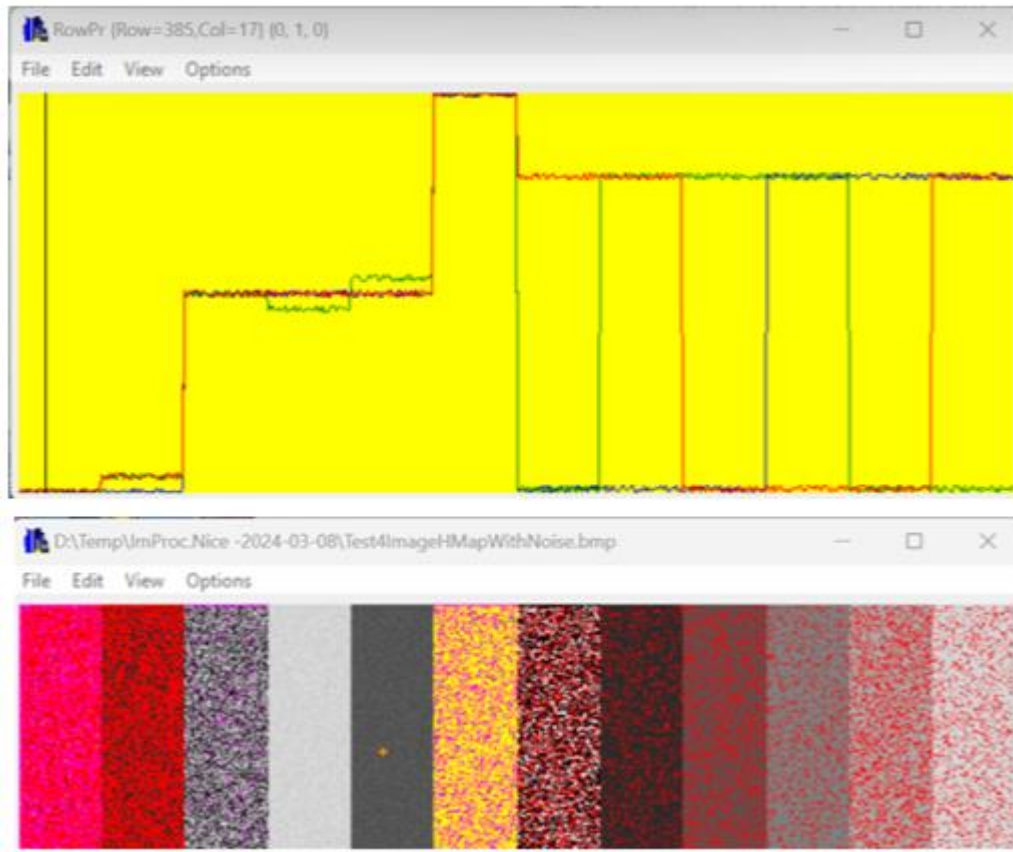 RowPr (Row=385,Col=17) (0, 1, 0)
File Edit View Options
D:\Temp\ImProc.Nice -2024-03-08\Test4ImageHMapWithNoise.bmp
File Edit View Options